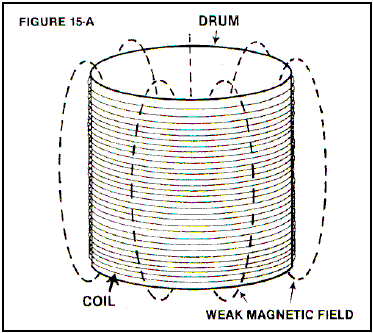 FIGURE 15-A
DRUM
COIL
WEAK MAGNETIC FIELD